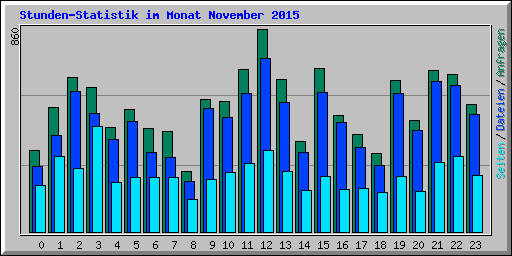 Stunden-Statistik im Monat November 2015
860
Seiten / Dateien / Anfragen
0 1 2 3 4 5 6 7 8 9 10 11 12 13 14 15 16 17 18 19 20 21 22 23